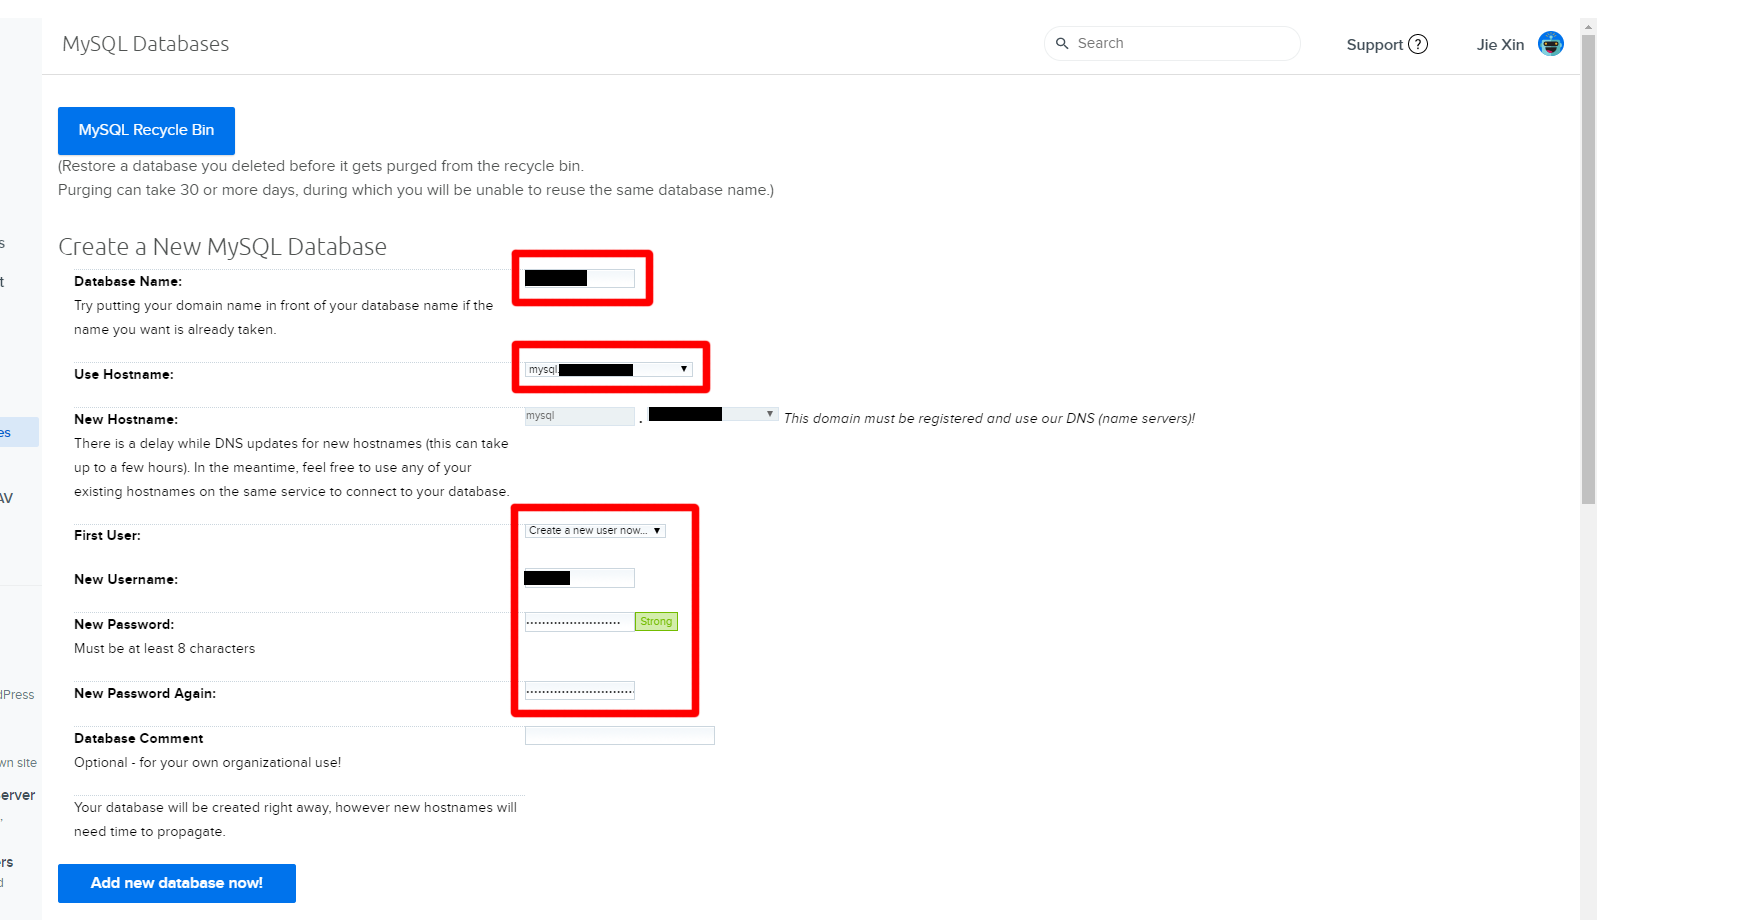 MySQL Databases
Search
Support ?
Jie Xin
MySQL Recycle Bin
(Restore a database you deleted before it gets purged from the recycle bin.
Purging can take 30 or more days, during which you will be unable to reuse the same database name.)
Create a New MySQL Database
Database Name:
Try putting your domain name in front of your database name if the
name you want is already taken.
Use Hostname:
mysql.
New Hostname:
mysql
.
This domain must be registered and use our DNS (name servers)!
There is a delay while DNS updates for new hostnames (this can take
up to a few hours). In the meantime, feel free to use any of your
existing hostnames on the same service to connect to your database.
First User:
Create a new user now...
New Username:
New Password:
Strong
Must be at least 8 characters
New Password Again:
Database Comment
Optional - for your own organizational use!
Your database will be created right away, however new hostnames will
need time to propagate.
Add new database now!
s
t
es
AV
dPress
wn site
erver
,
rs
d